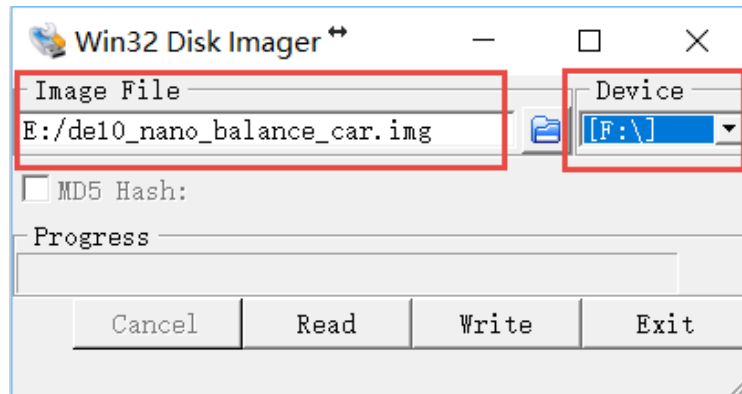 Win32 Disk Imager
Image File
Device
E:/de10_nano_balance_car.img
[F:\]
MD5 Hash:
Progress
Cancel
Read
Write
Exit